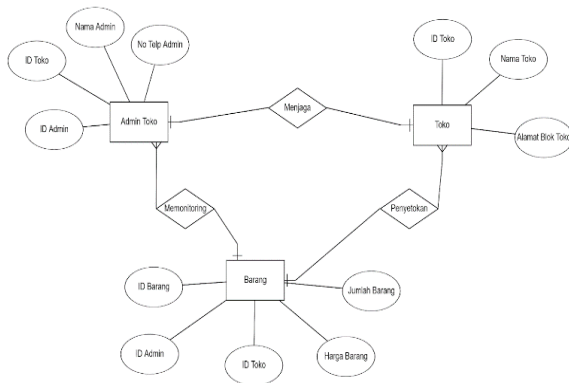 Nama Admin
ID Toko
No Telp Admin
ID Toko
Nama Toko
Menjaga
Admin Toko
Toko
ID Admin
Alamat Blok Toko
Memonitoring
Penyetokan
ID Barang
Barang
Jumlah Barang
ID Admin
ID Toko
Harga Barang